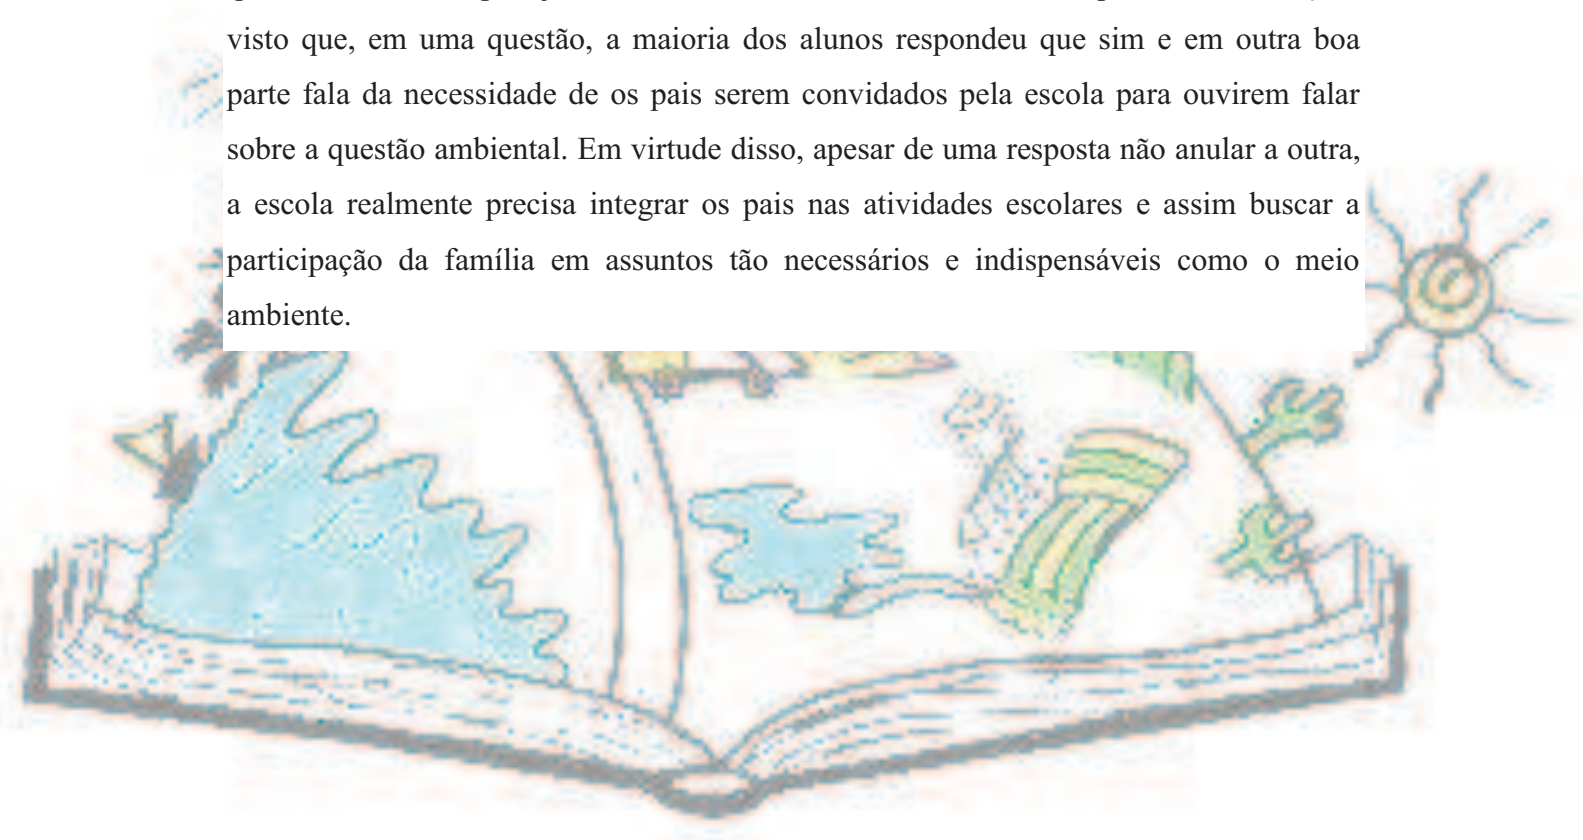 visto que, em uma questão, a maioria dos alunos respondeu que sim e em outra boa
parte fala da necessidade de os pais serem convidados pela escola para ouvirem falar
sobre a questão ambiental. Em virtude disso, apesar de uma resposta não anular a outra,
a escola realmente precisa integrar os pais nas atividades escolares e assim buscar a
participação da família em assuntos tão necessários e indispensáveis como o meio
ambiente.